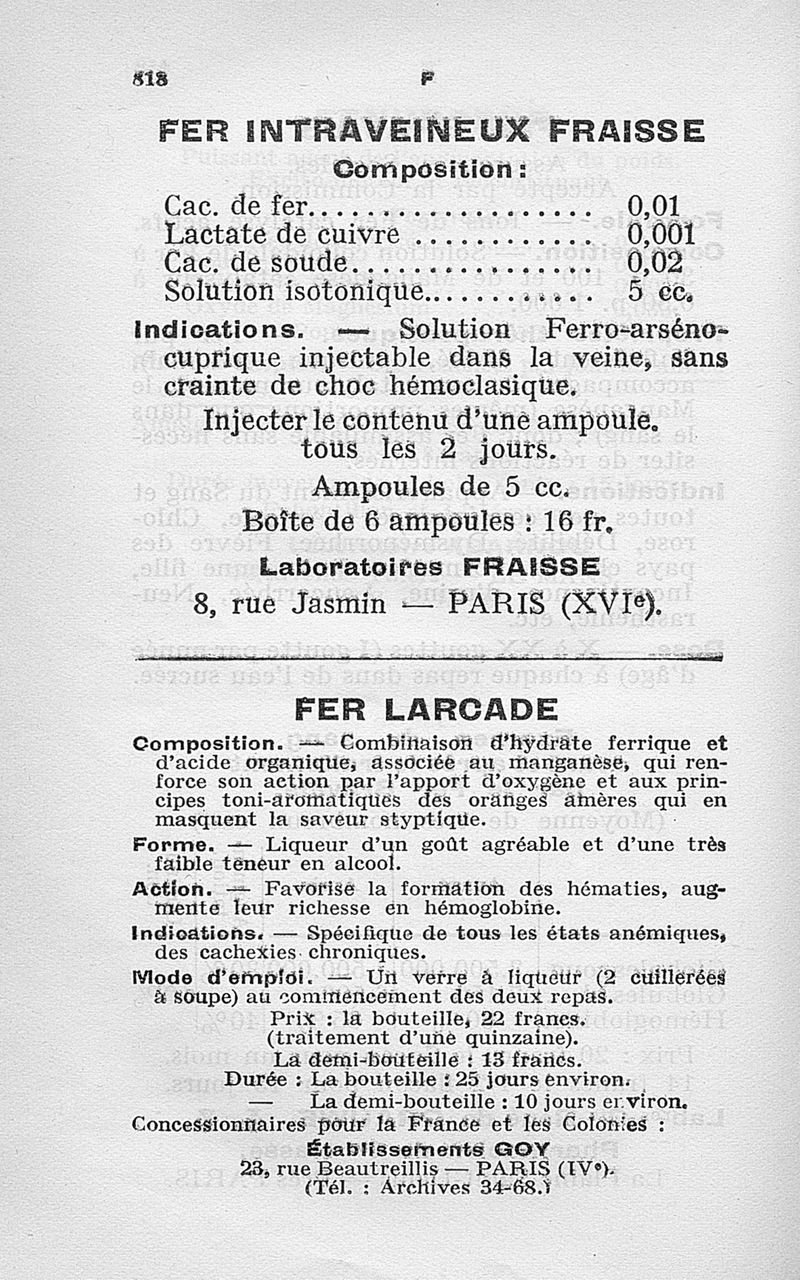 818
F
FER INTRAVEINEUX FRAISSE
Composition :
Cac. de fer..................... 0,01
Lactate de cuivre ............. 0,001
Cac. de soude.................. 0,02
Solution isotonique............ 5 cc.
Indications. — Solution Ferro-arséno-
cuprique injectable dans la veine, sans
crainte de choc hémoclasique.
Injecter le contenu d'une ampoule.
tous les 2 jours.
Ampoules de 5 cc.
Boîte de 6 ampoules : 16 fr.
Laboratoires FRAISSE
8, rue Jasmin — PARIS (XVIe).
FER LARCADE
Composition. — Combinaison d'hydrate ferrique et
d'acide organique, associée au manganèse, qui ren-
force son action par l'apport d'oxygène et aux prin-
cipes toni-aromatiques des oranges amères qui en
masquent la saveur styptique.
Forme. — Liqueur d'un goût agréable et d'une très
faible teneur en alcool.
Action. — Favorise la formation des hématies, aug-
mente leur richesse en hémoglobine.
Indications. — Spécifique de tous les états anémiques,
des cachexies chroniques.
Mode d'emploi. — Un verre à liqueur (2 cuillerées
à soupe) au commencement des deux repas.
Prix : la bouteille, 22 francs.
(traitement d'une quinzaine).
La demi-bouteille : 13 francs.
Durée : La bouteille : 25 jours environ.
— La demi-bouteille : 10 jours environ.
Concessionnaires pour la France et les Colonies :
Établissements GOY
23, rue Beautreillis — PARIS (IVe).
(Tél. : Archives 34-68.)